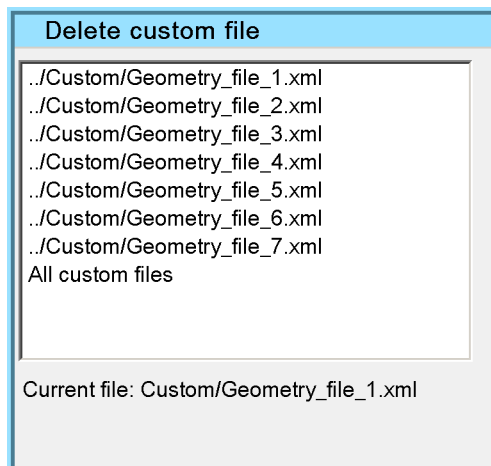 Delete custom file
../Custom/Geometry_file_1.xml
../Custom/Geometry_file_2.xml
../Custom/Geometry_file_3.xml
../Custom/Geometry_file_4.xml
../Custom/Geometry_file_5.xml
../Custom/Geometry_file_6.xml
../Custom/Geometry_file_7.xml
All custom files
Current file: Custom/Geometry_file_1.xml